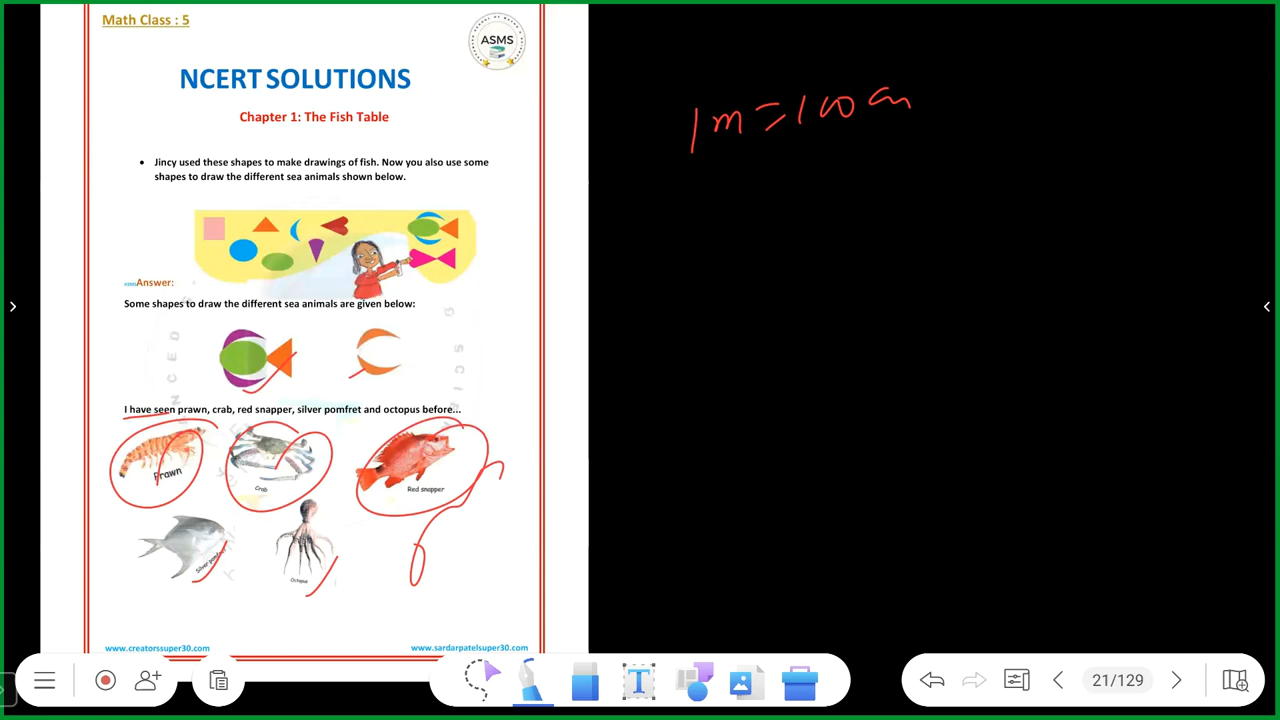 Math Class : 5
ASMS
NCERT SOLUTIONS
Chapter 1: The Fish Table
1 m = 100 cm
• Jincy used these shapes to make drawings of fish. Now you also use some
shapes to draw the different sea animals shown below.
Answer:
Some shapes to draw the different sea animals are given below:
I have seen prawn, crab, red snapper, silver pomfret and octopus before...
Prawn
Crab
Red snapper
Silver pomfret
Octopus
www.creatorssuper30.com
www.sardarpatelsuper30.com
T
21/129